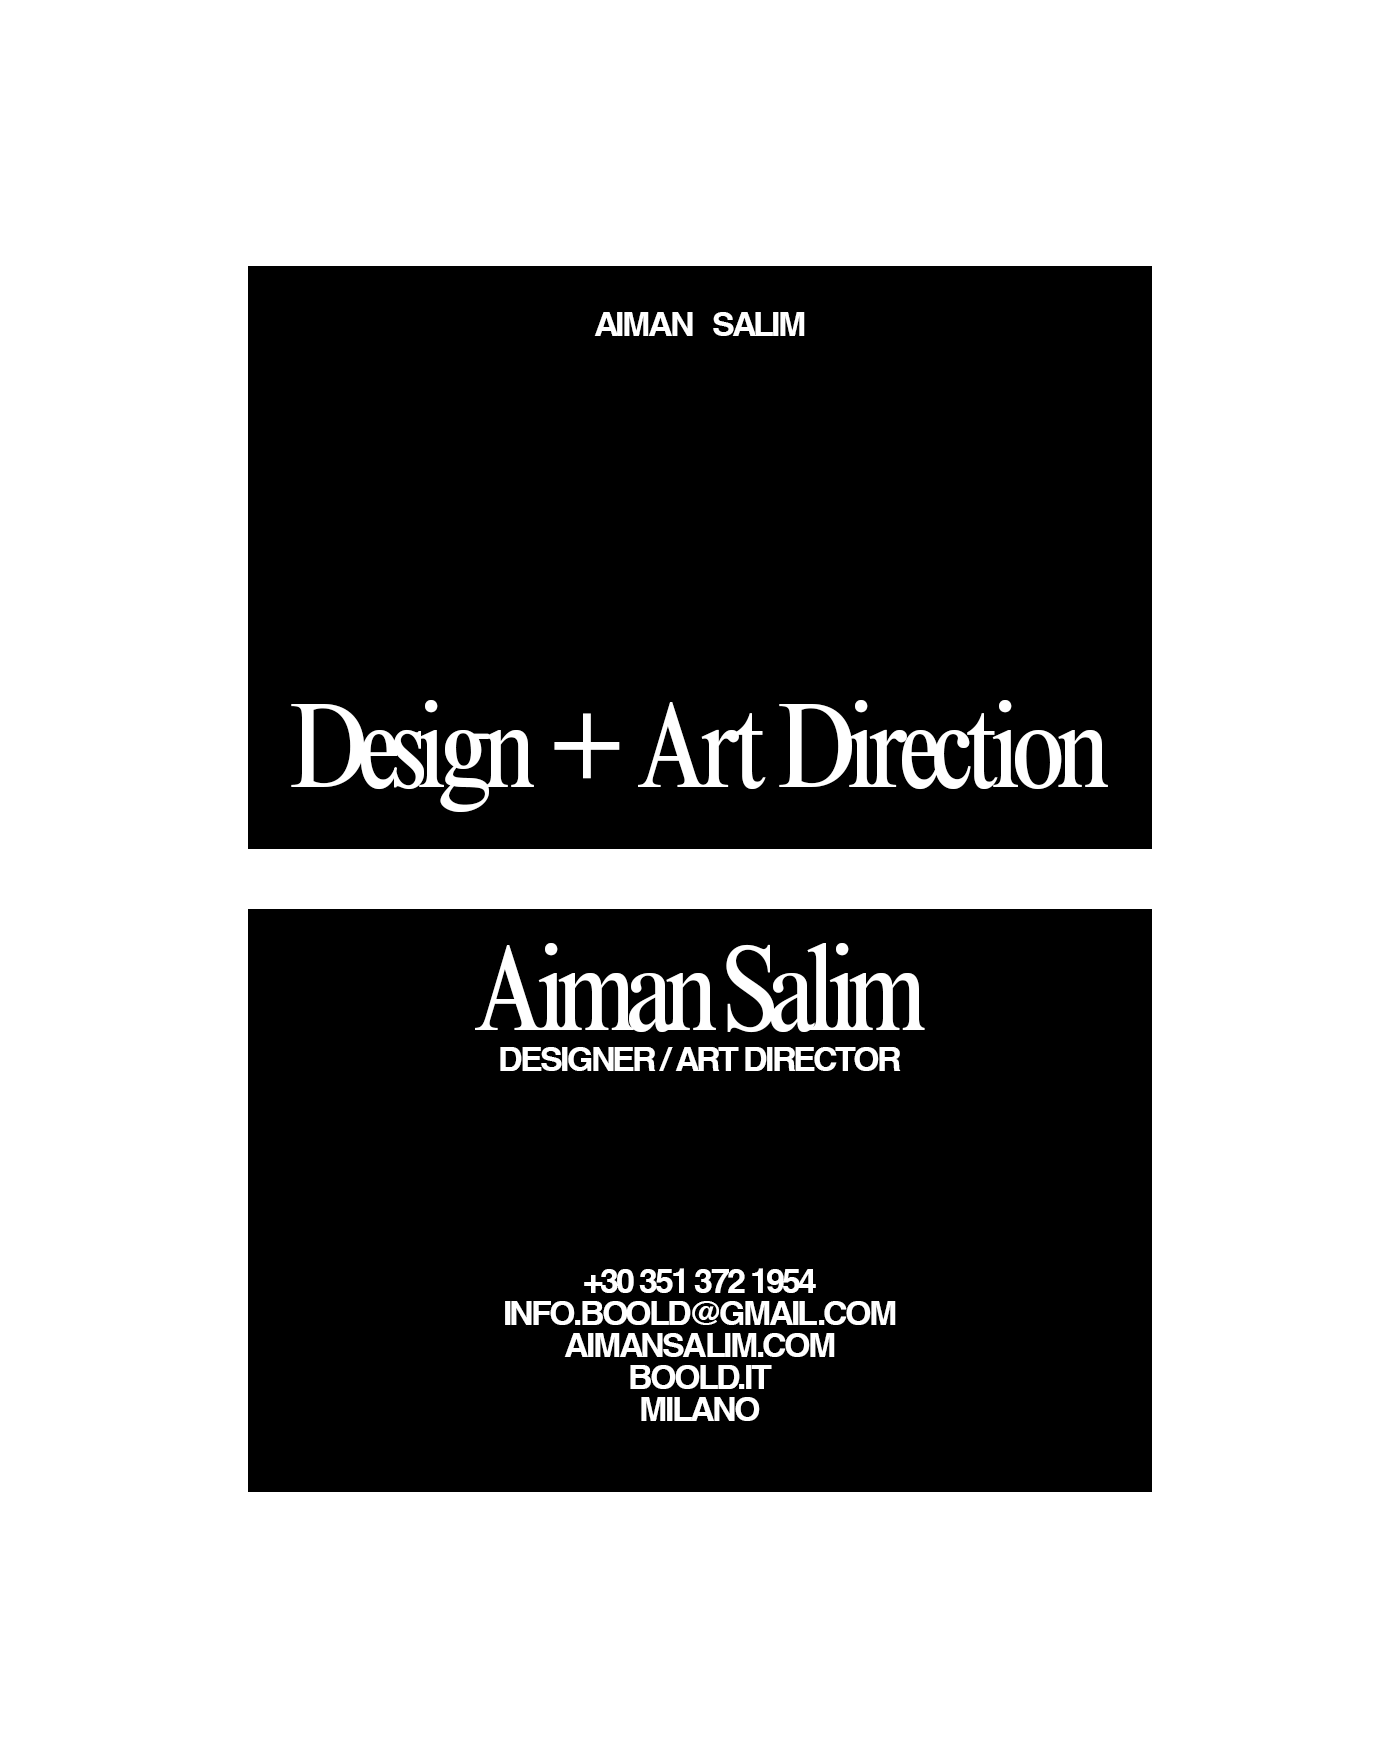 AIMAN SALIM
Design + Art Direction
Aiman Salim
DESIGNER / ART DIRECTOR
+30 351 372 1954
INFO.BOOLD@GMAIL.COM
AIMANSALIM.COM
BOOLD.IT
MILANO